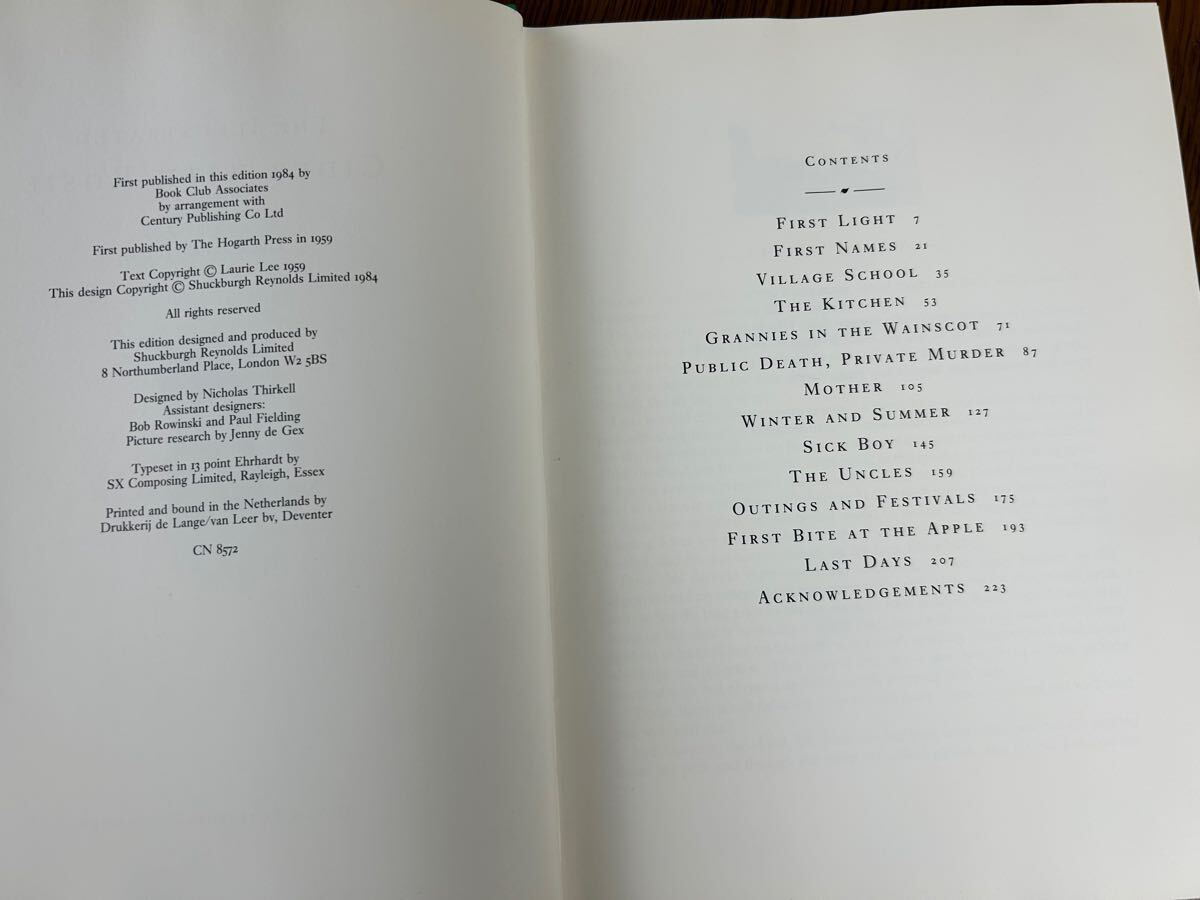 First published in this edition 1984 by
Book Club Associates
by arrangement with
Century Publishing Co Ltd
First published by The Hogarth Press in 1959
Text Copyright © Laurie Lee 1959
This design Copyright © Shuckburgh Reynolds Limited 1984
All rights reserved
This edition designed and produced by
Shuckburgh Reynolds Limited
8 Northumberland Place, London W2 5BS
Designed by Nicholas Thirkell
Assistant designers:
Bob Rowinski and Paul Fielding
Picture research by Jenny de Gex
Typeset in 13 point Ehrhardt by
SX Composing Limited, Rayleigh, Essex
Printed and bound in the Netherlands by
Drukkerij de Lange/van Leer bv, Deventer
CN 8572
CONTENTS
FIRST LIGHT 7
FIRST NAMES 21
VILLAGE SCHOOL 35
THE KITCHEN 53
GRANNIES IN THE WAINSCOT 71
PUBLIC DEATH, PRIVATE MURDER 87
MOTHER 105
WINTER AND SUMMER 127
SICK BOY 145
THE UNCLES 159
OUTINGS AND FESTIVALS 175
FIRST BITE AT THE APPLE 193
LAST DAYS 207
ACKNOWLEDGEMENTS 223